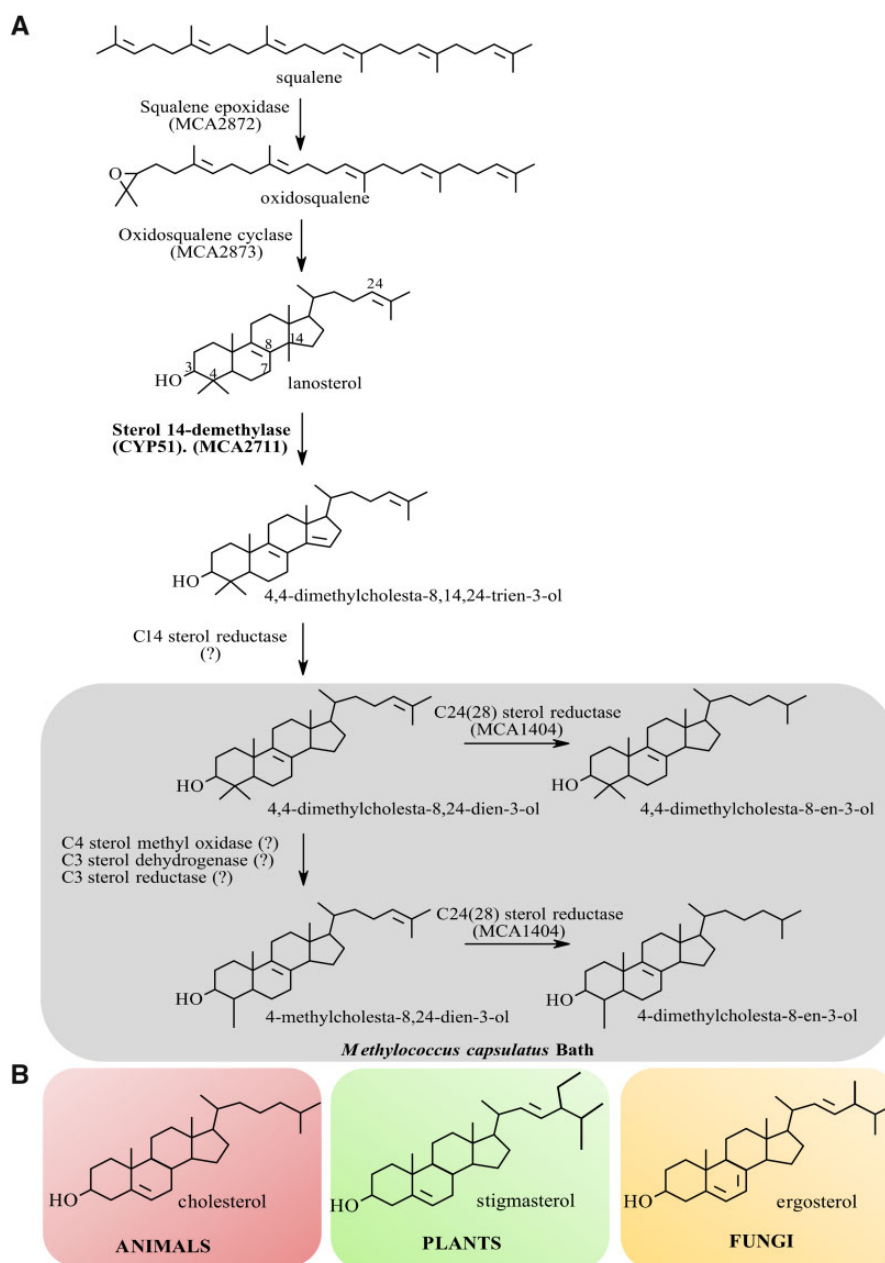 A
squalene
Squalene epoxidase
(MCA2872)
O
oxidosqualene
Oxidosqualene cyclase
(MCA2873)
24
8
14
3
4
7
HO
lanosterol
Sterol 14-demethylase
(CYP51). (MCA2711)
HO
4,4-dimethylcholesta-8,14,24-trien-3-ol
C14 sterol reductase
(?)
C24(28) sterol reductase
(MCA1404)
HO
HO
4,4-dimethylcholesta-8,24-dien-3-ol
4,4-dimethylcholesta-8-en-3-ol
C4 sterol methyl oxidase (?)
C3 sterol dehydrogenase (?)
C3 sterol reductase (?)
C24(28) sterol reductase
(MCA1404)
HO
HO
4-methylcholesta-8,24-dien-3-ol
4-dimethylcholesta-8-en-3-ol
Methylococcus capsulatus Bath
B
HO
cholesterol
ANIMALS
HO
stigmasterol
PLANTS
HO
ergosterol
FUNGI